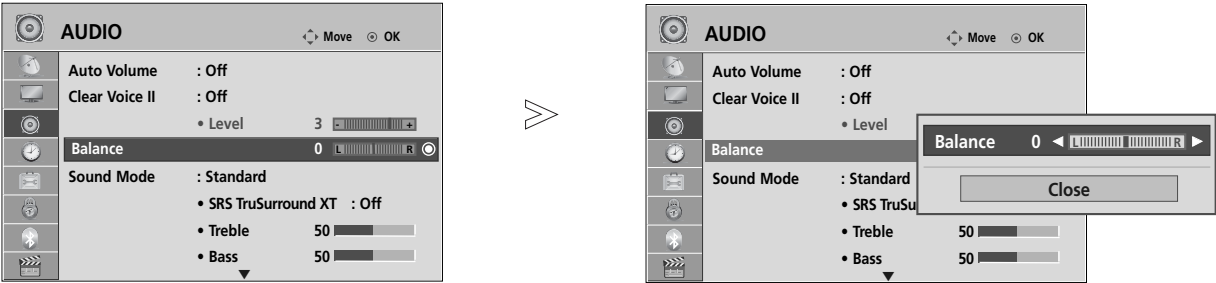 AUDIO
Move OK
Auto Volume : Off
Clear Voice II : Off
• Level 3 - +
Balance 0 L R
Sound Mode : Standard
• SRS TruSurround XT : Off
• Treble 50
• Bass 50
AUDIO
Move OK
Auto Volume : Off
Clear Voice II : Off
• Level
Balance
Sound Mode : Standard
• SRS TruSu
• Treble 50
• Bass 50
Balance 0 L R
Close